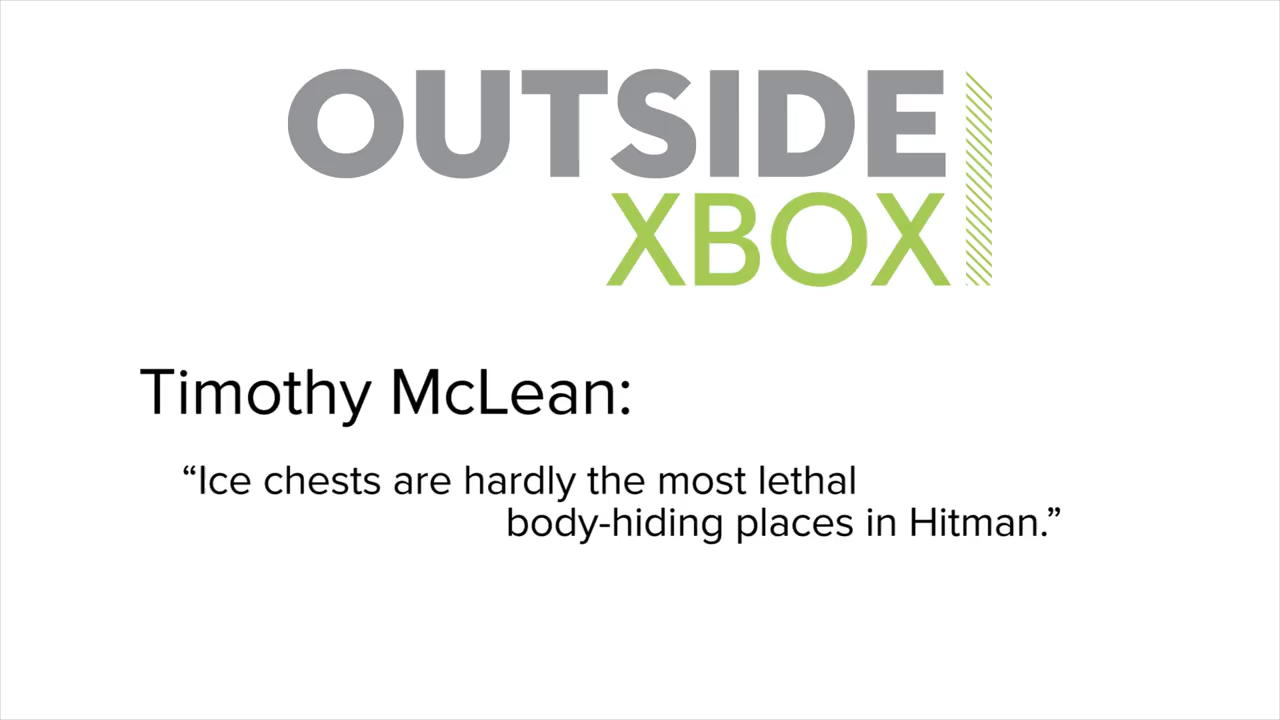 OUTSIDE
XBOX
Timothy McLean:
“Ice chests are hardly the most lethal
body-hiding places in Hitman.”